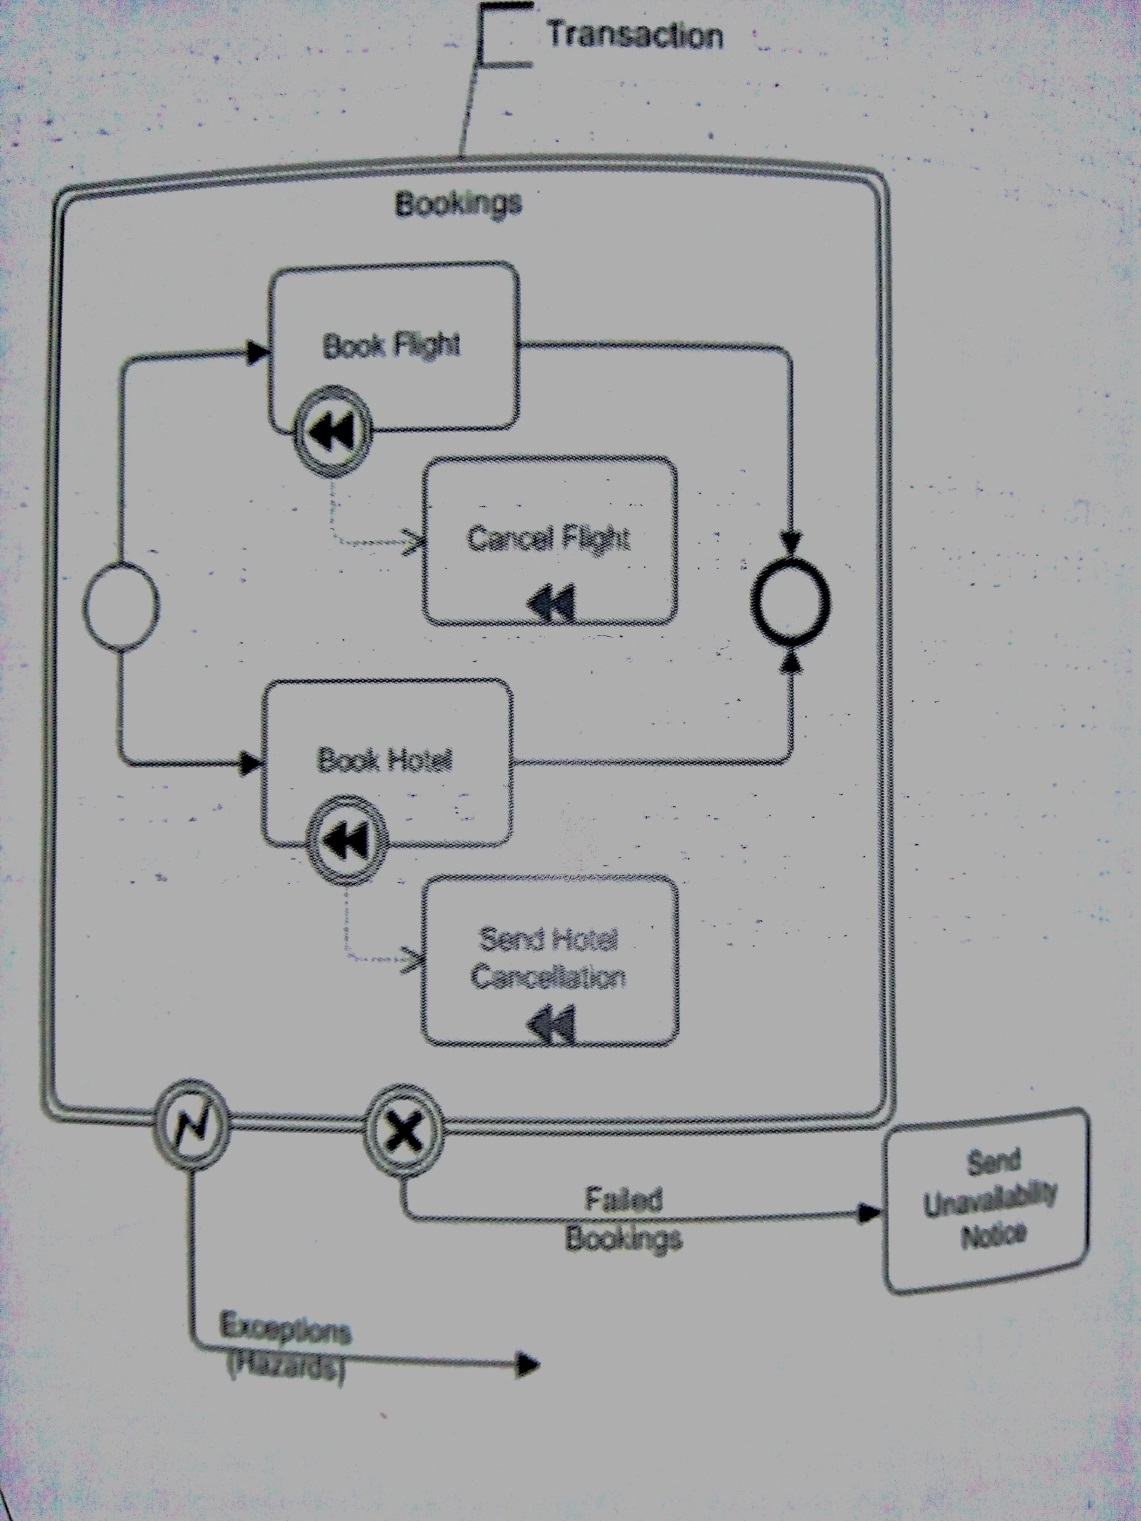 Transaction
Bookings
Book Flight
Cancel Flight
Book Hotel
Send Hotel
Cancellation
Failed
Bookings
Send
Unavailability
Notice
Exceptions
(Hazards)